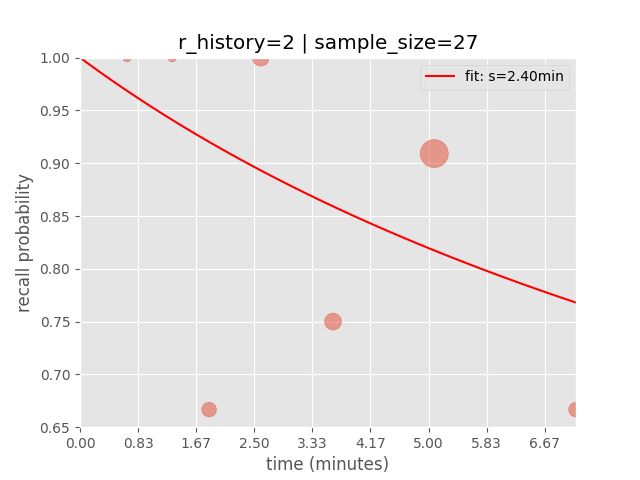 r_history=2 | sample_size=27
fit: s=2.40min
recall probability
1.00
0.95
0.90
0.85
0.80
0.75
0.70
0.65
0.00 0.83 1.67 2.50 3.33 4.17 5.00 5.83 6.67
time (minutes)